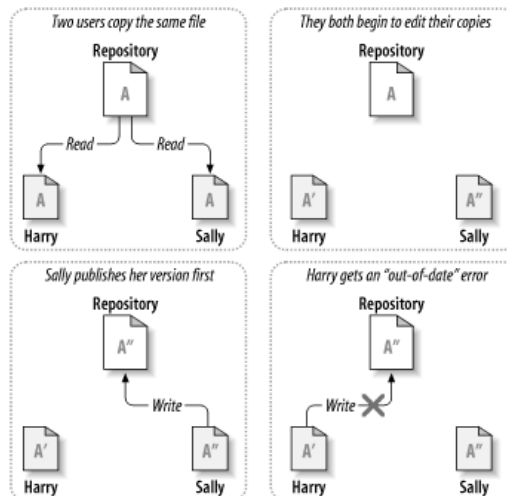 Two users copy the same file
Repository
A
Read
Read
A
A
Harry
Sally
They both begin to edit their copies
Repository
A
A′
A″
Harry
Sally
Sally publishes her version first
Repository
A″
Write
A′
A″
Harry
Sally
Harry gets an “out-of-date” error
Repository
A″
Write
A′
A″
Harry
Sally